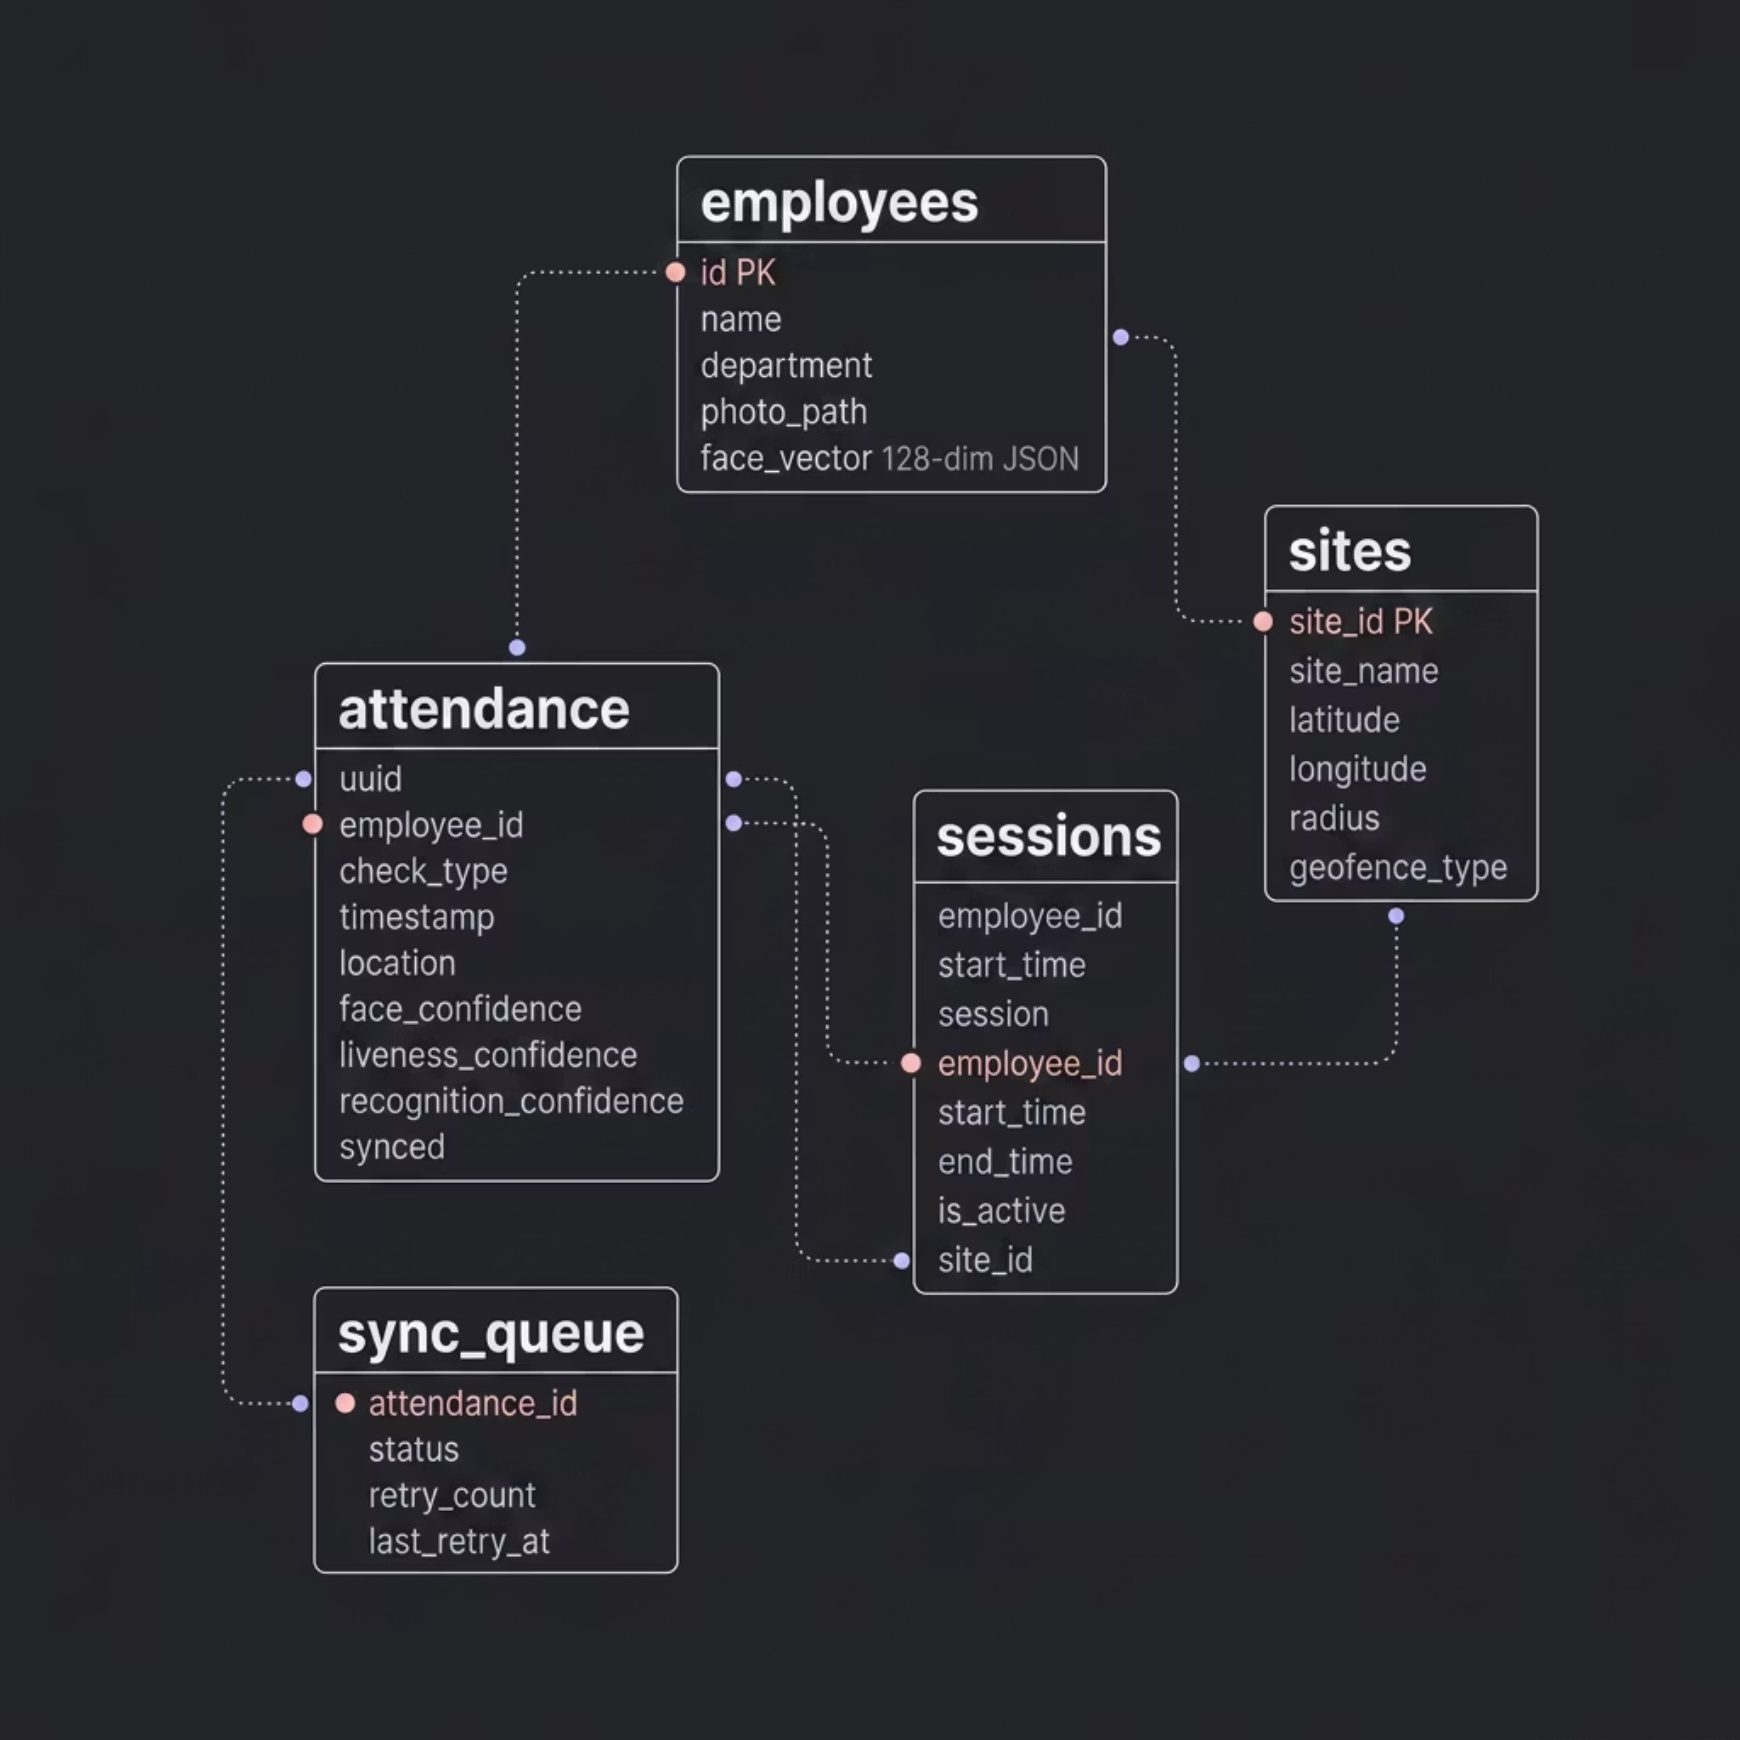 employees
id PK
name
department
photo_path
face_vector 128-dim JSON
sites
site_id PK
site_name
latitude
longitude
radius
geofence_type
attendance
uuid
employee_id
check_type
timestamp
location
face_confidence
liveness_confidence
recognition_confidence
synced
sessions
employee_id
start_time
session
employee_id
start_time
end_time
is_active
site_id
sync_queue
attendance_id
status
retry_count
last_retry_at